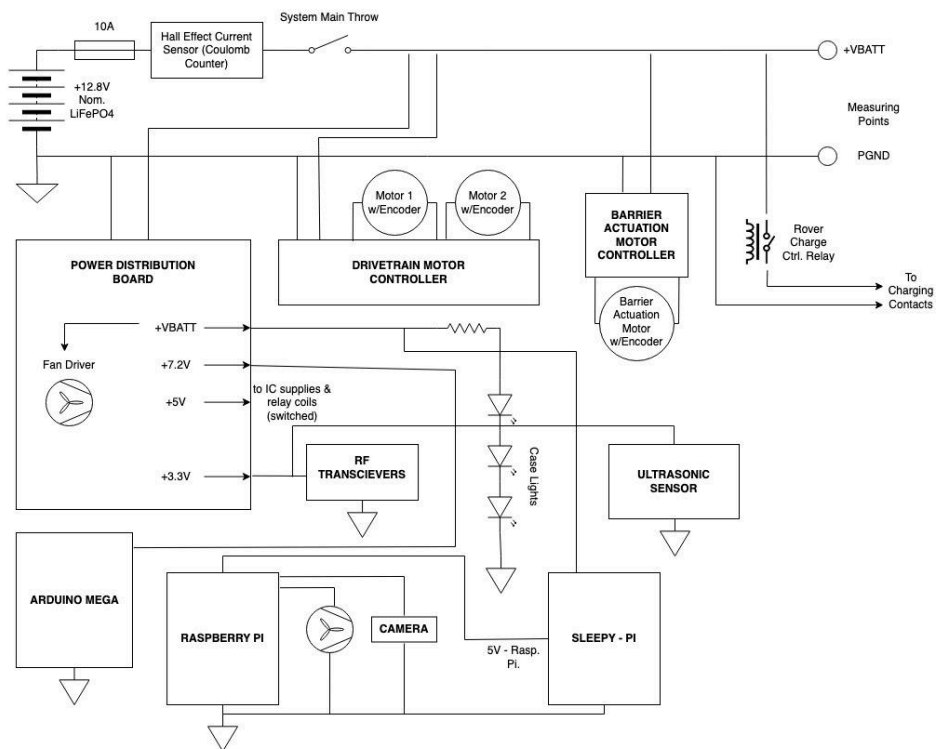 System Main Throw
10A
Hall Effect Current
Sensor (Coulomb
Counter)
+VBATT
+12.8V
Nom.
LiFePO4
Measuring
Points
PGND
Motor 1
w/Encoder
Motor 2
w/Encoder
BARRIER
ACTUATION
MOTOR
CONTROLLER
Rover
Charge
Ctrl. Relay
POWER DISTRIBUTION
BOARD
DRIVETRAIN MOTOR
CONTROLLER
To
Charging
Contacts
Barrier
Actuation
Motor
w/Encoder
+VBATT
Fan Driver
+7.2V
+5V
to IC supplies &
relay coils
(switched)
+3.3V
RF
TRANSCIEVERS
Case Lights
ULTRASONIC
SENSOR
ARDUINO MEGA
RASPBERRY PI
CAMERA
5V - Rasp.
Pi.
SLEEPY - PI